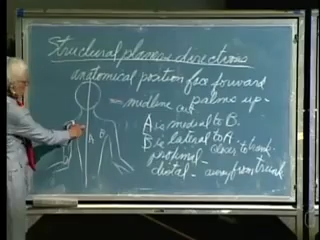 Structural planes & directions
anatomical position face forward
midline palms up-
A is medial to B.
B is lateral to A.
proximal- closer to trunk
distal- away from trunk
A B